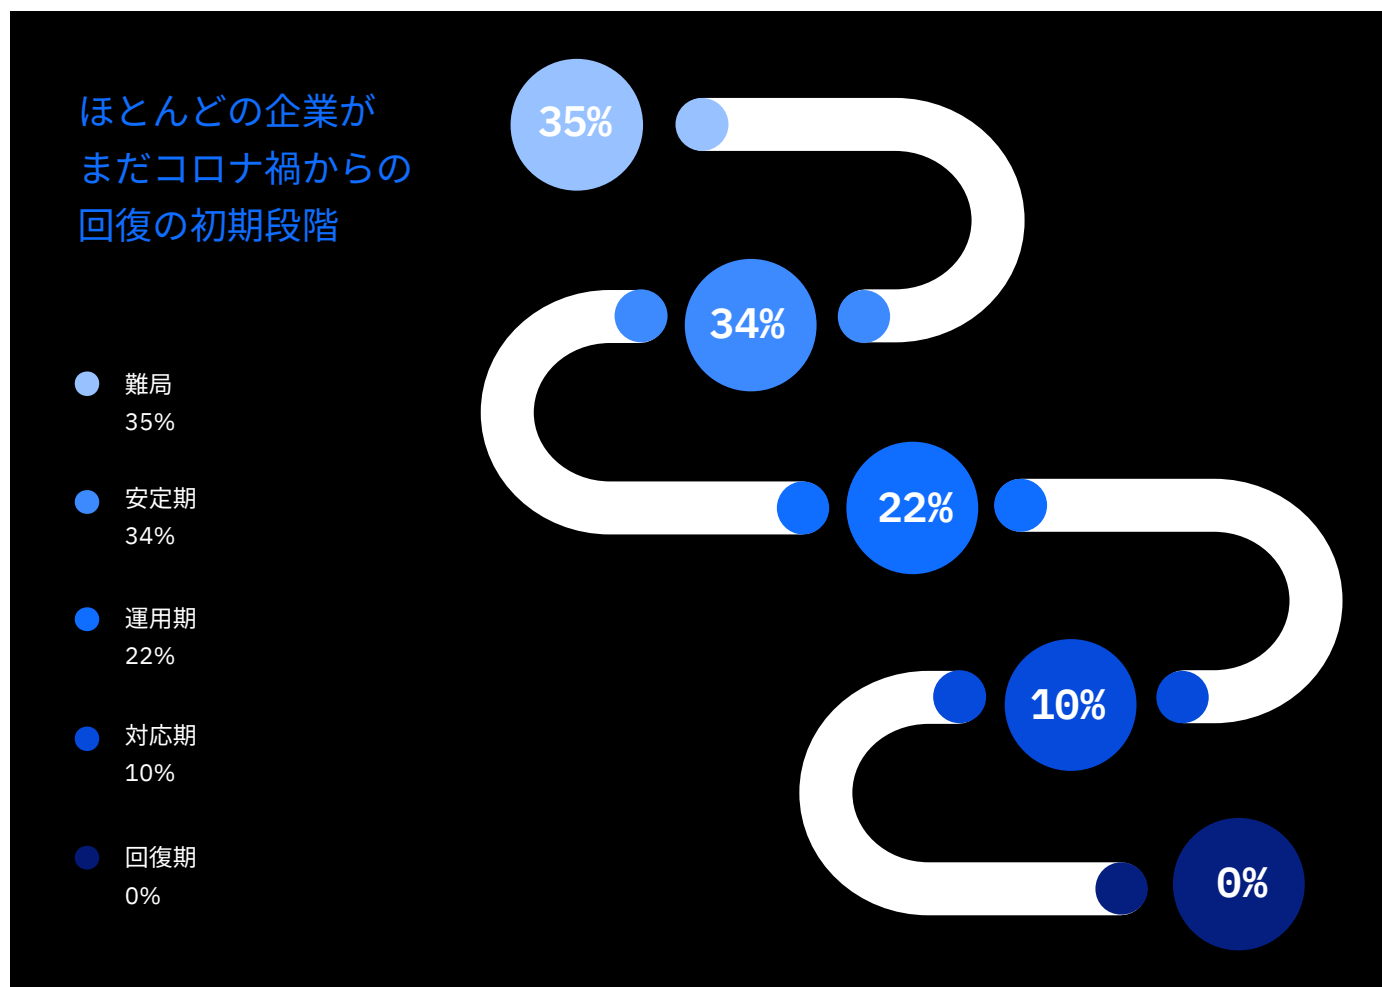 ほとんどの企業が
まだコロナ禍からの
回復の初期段階
難局
35%
安定期
34%
運用期
22%
対応期
10%
回復期
0%
35%
34%
22%
10%
0%